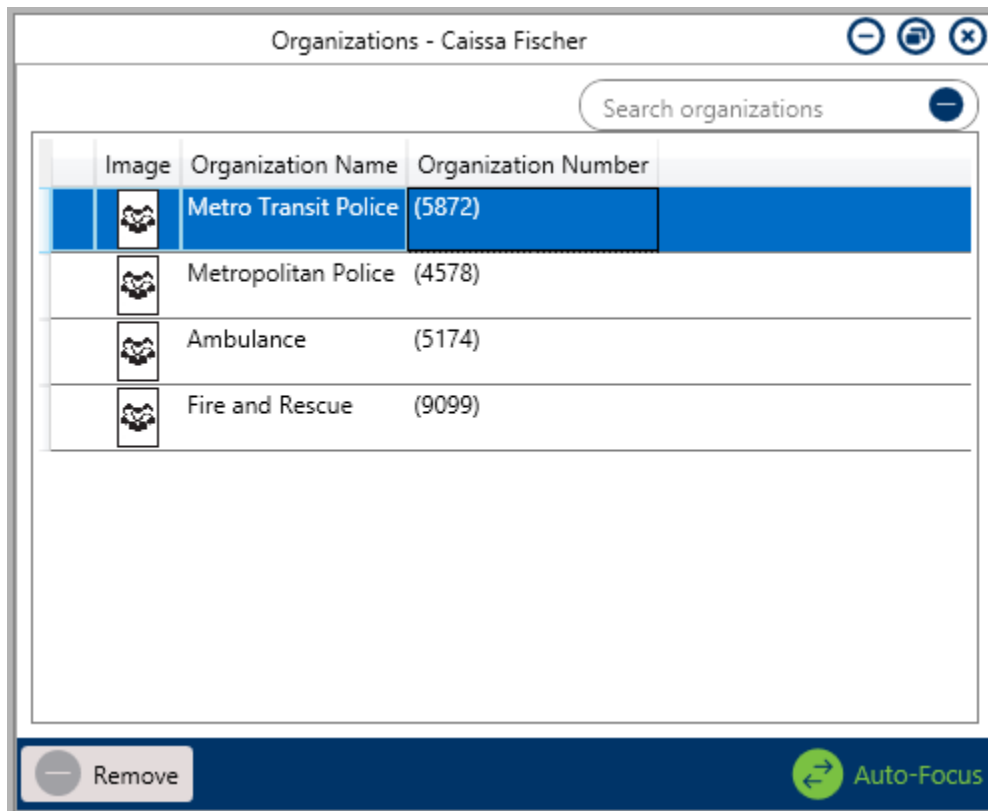 Organizations - Caissa Fischer
Search organizations
Image Organization Name Organization Number
Metro Transit Police (5872)
Metropolitan Police (4578)
Ambulance (5174)
Fire and Rescue (9099)
Remove Auto-Focus